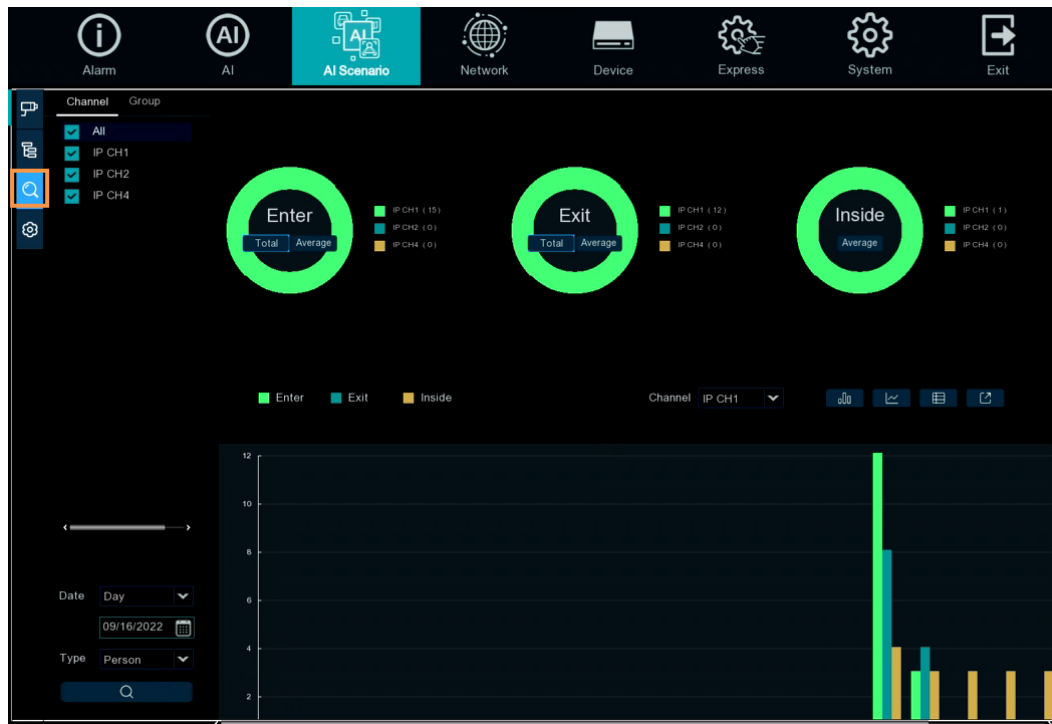 Alarm
AI
AI
AI
AI Scenario
Network
Device
Express
System
Exit
Channel Group
All
IP CH1
IP CH2
IP CH4
Enter
Total Average
IP CH1 ( 15 )
IP CH2 ( 0 )
IP CH4 ( 0 )
Exit
Total Average
IP CH1 ( 12 )
IP CH2 ( 0 )
IP CH4 ( 0 )
Inside
Average
IP CH1 ( 1 )
IP CH2 ( 0 )
IP CH4 ( 0 )
Enter Exit Inside
Channel IP CH1
12
10
8
6
4
2
Date Day
09/16/2022
Type Person